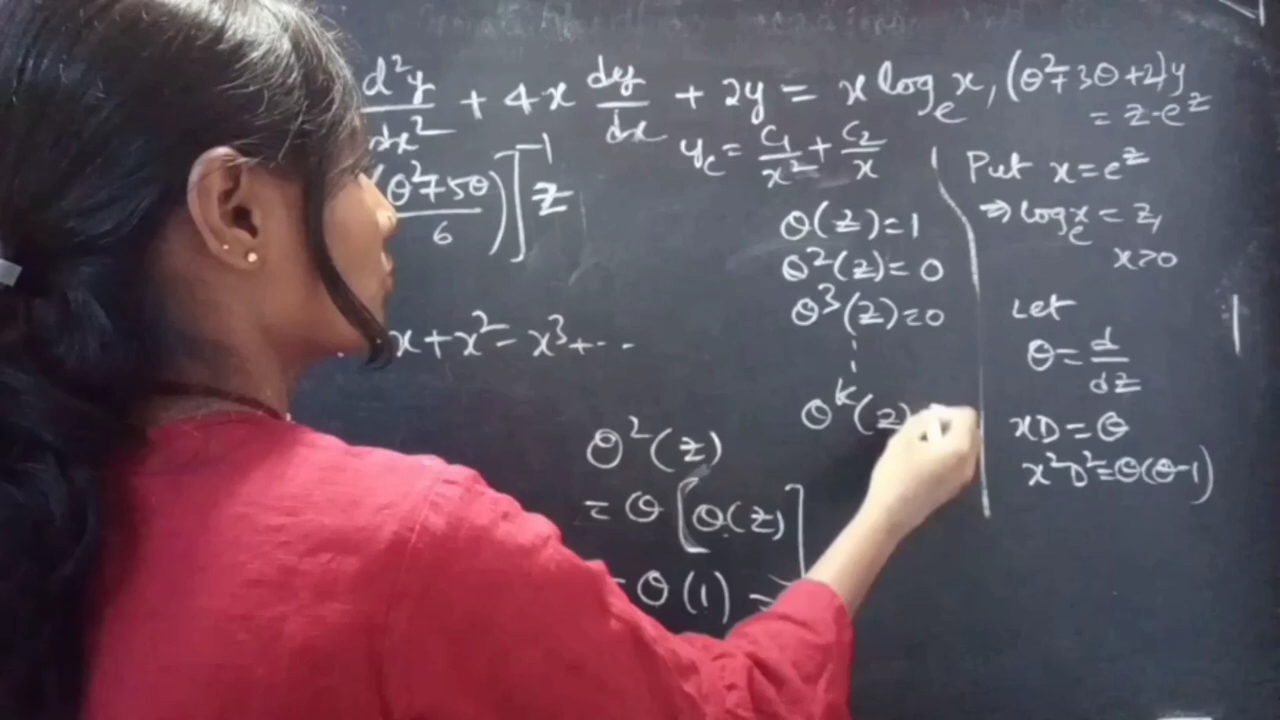 d²y/dx² + 4x dy/dx + 2y = x logₑx, (θ²+3θ+2)y
= z·e^z
y_c = c₁/x² + c₂/x
(θ²+5θ)/6)]⁻¹ z
x+x²-x³+...
θ(z)=1
θ²(z)=0
θ³(z)=0
θ^k(z)
θ²(z)
= θ[θ(z)]
= θ(1) =
Put x=e^z
⇒ logₑx = z,
x>0
Let
θ = d/dz
xD = θ
x²D²=θ(θ-1)